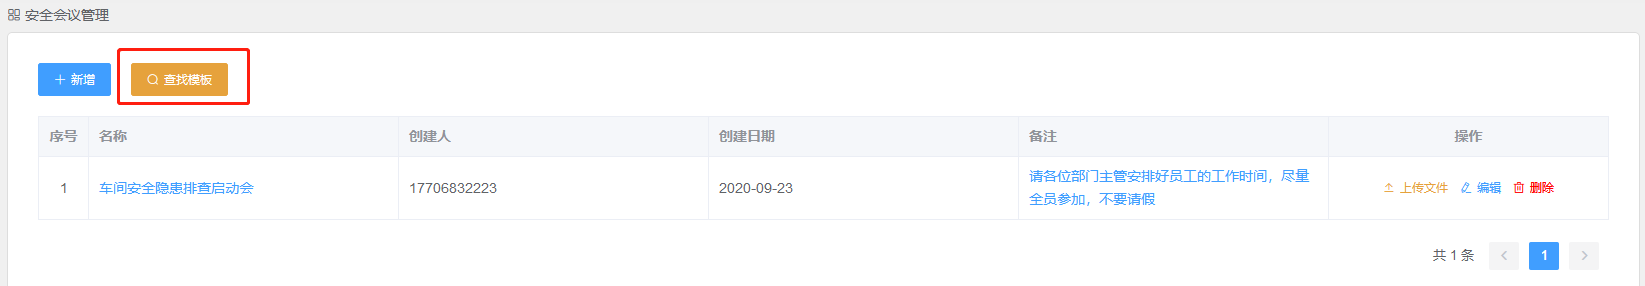 安全会议管理
新增 查找模板
序号 名称 创建人 创建日期 备注 操作
1 车间安全隐患排查启动会 17706832223 2020-09-23 请各位部门主管安排好员工的工作时间，尽量 上传文件 编辑 删除
全员参加，不要请假
共 1 条 1